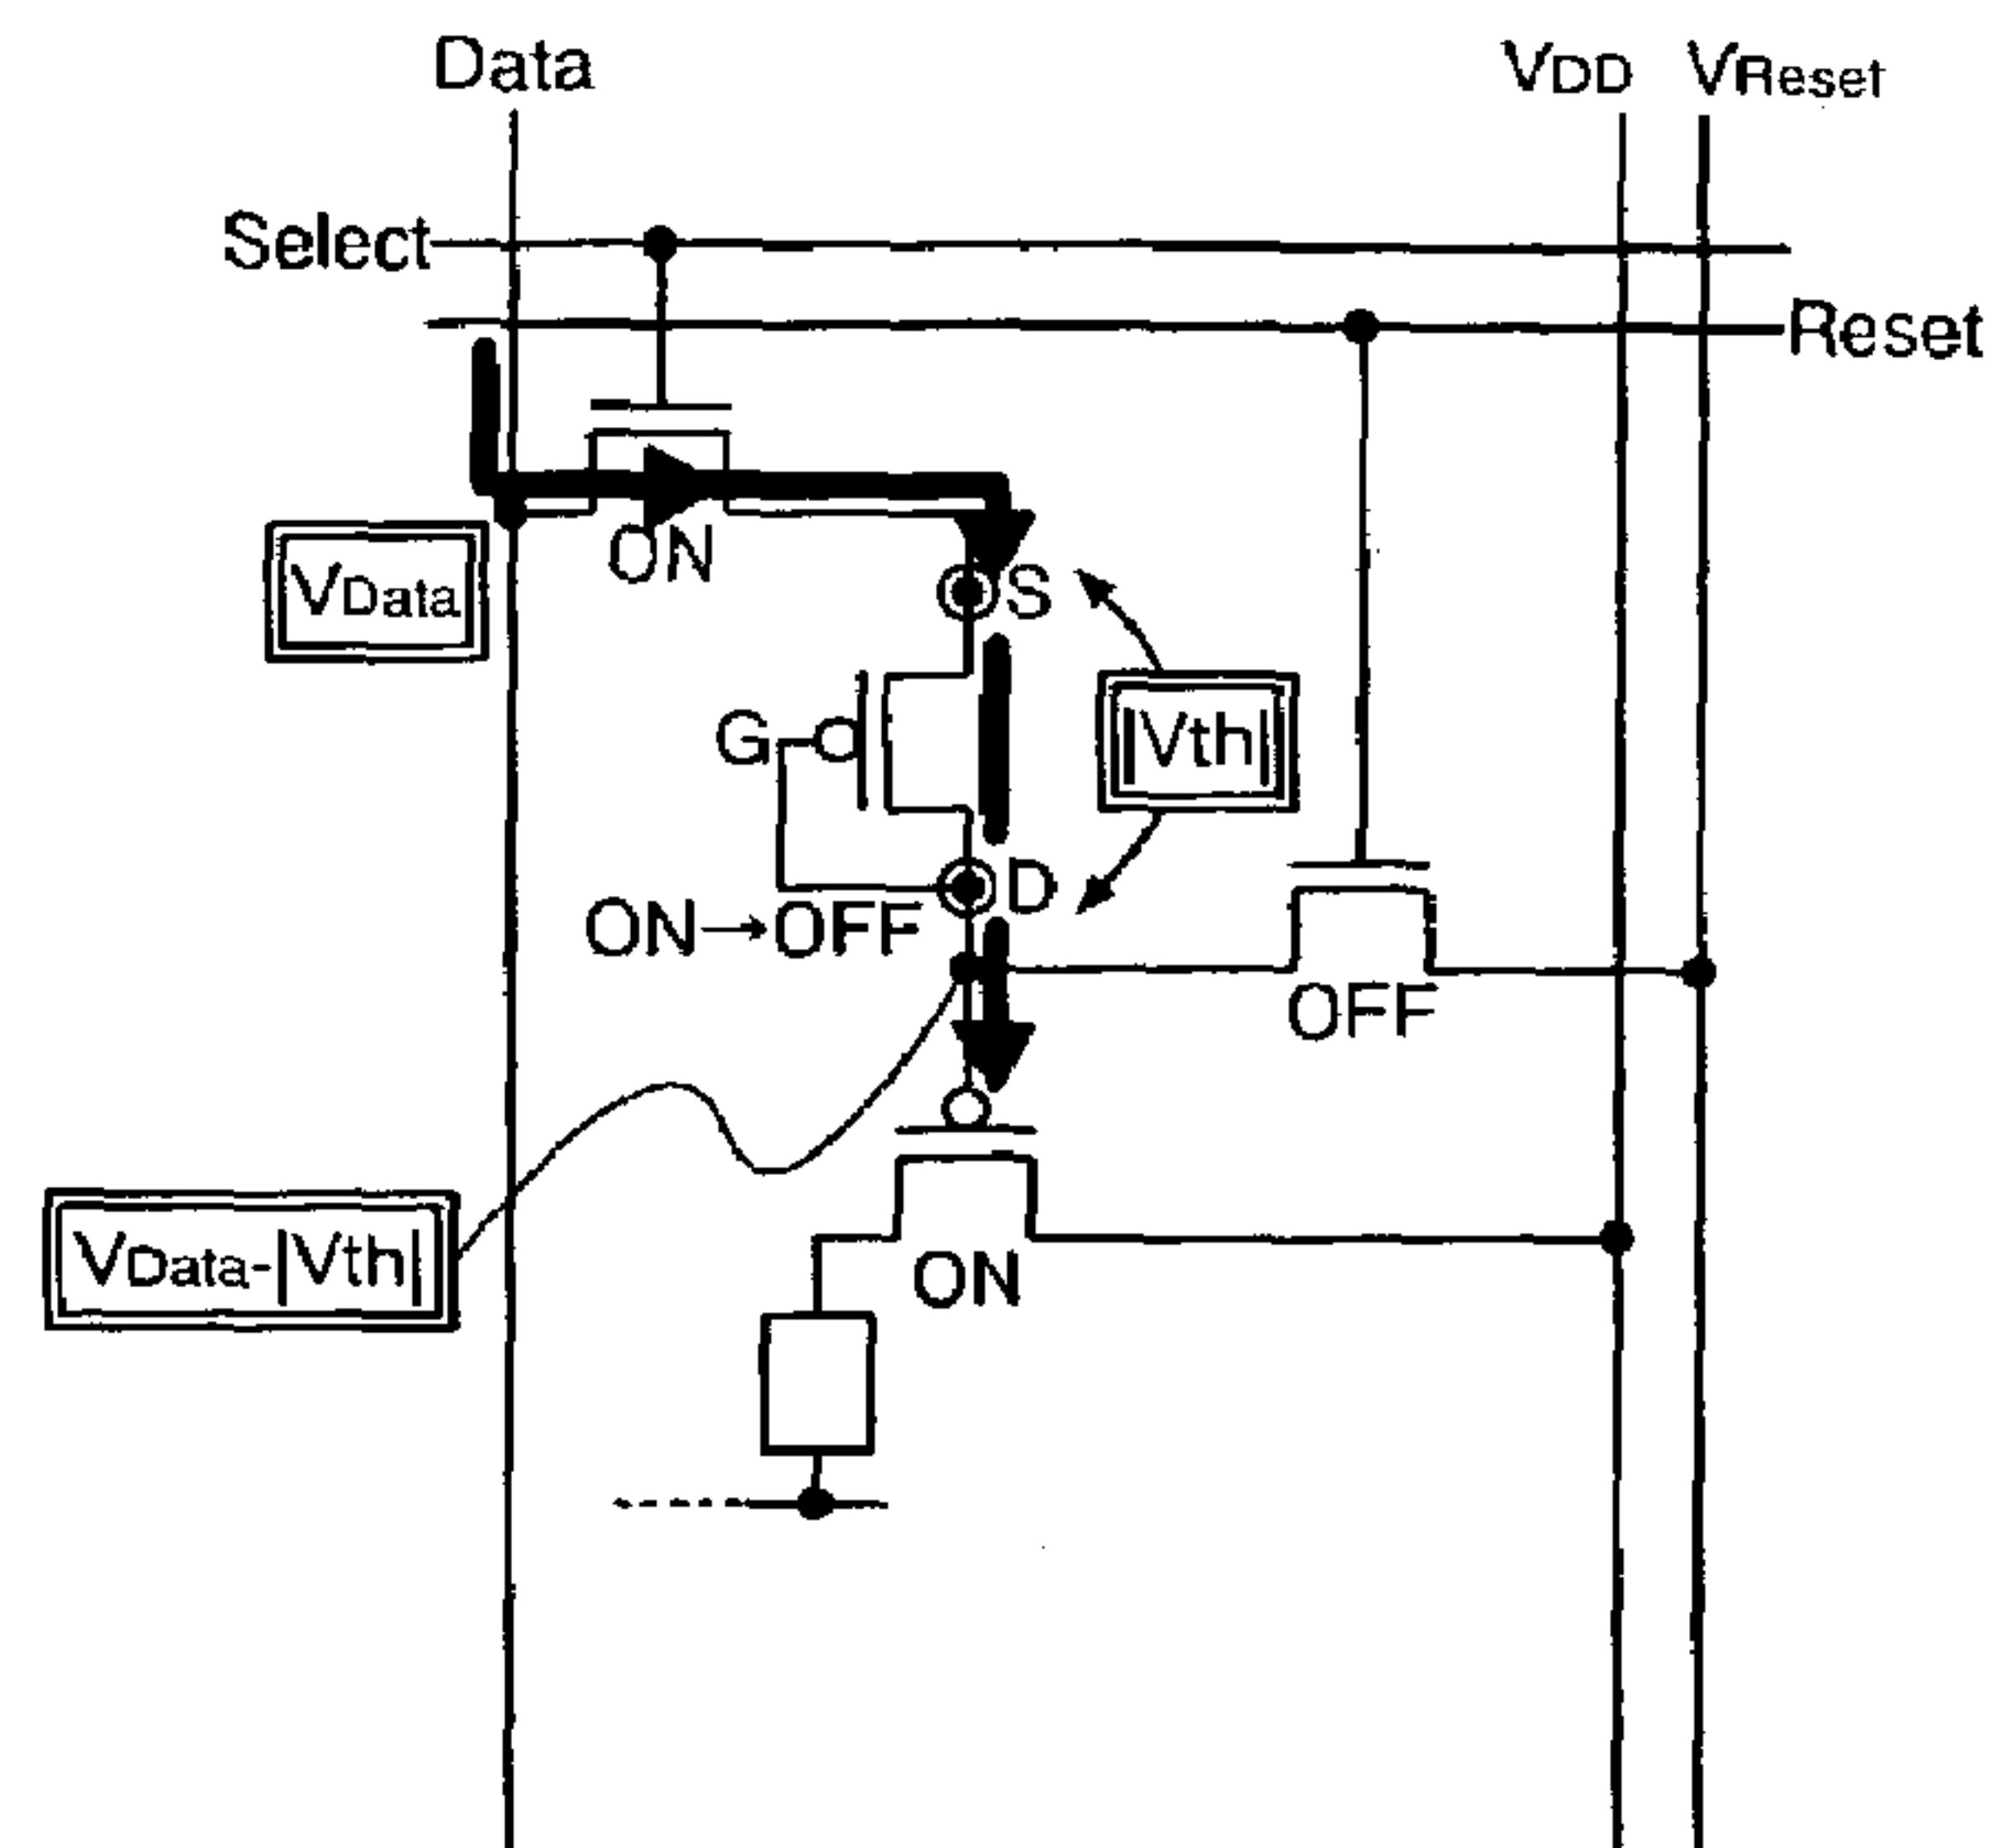 Data
VDD
VReset
Select
Reset
ON
VData
S
G
|Vth|
D
ON→OFF
OFF
VData-|Vth|
ON